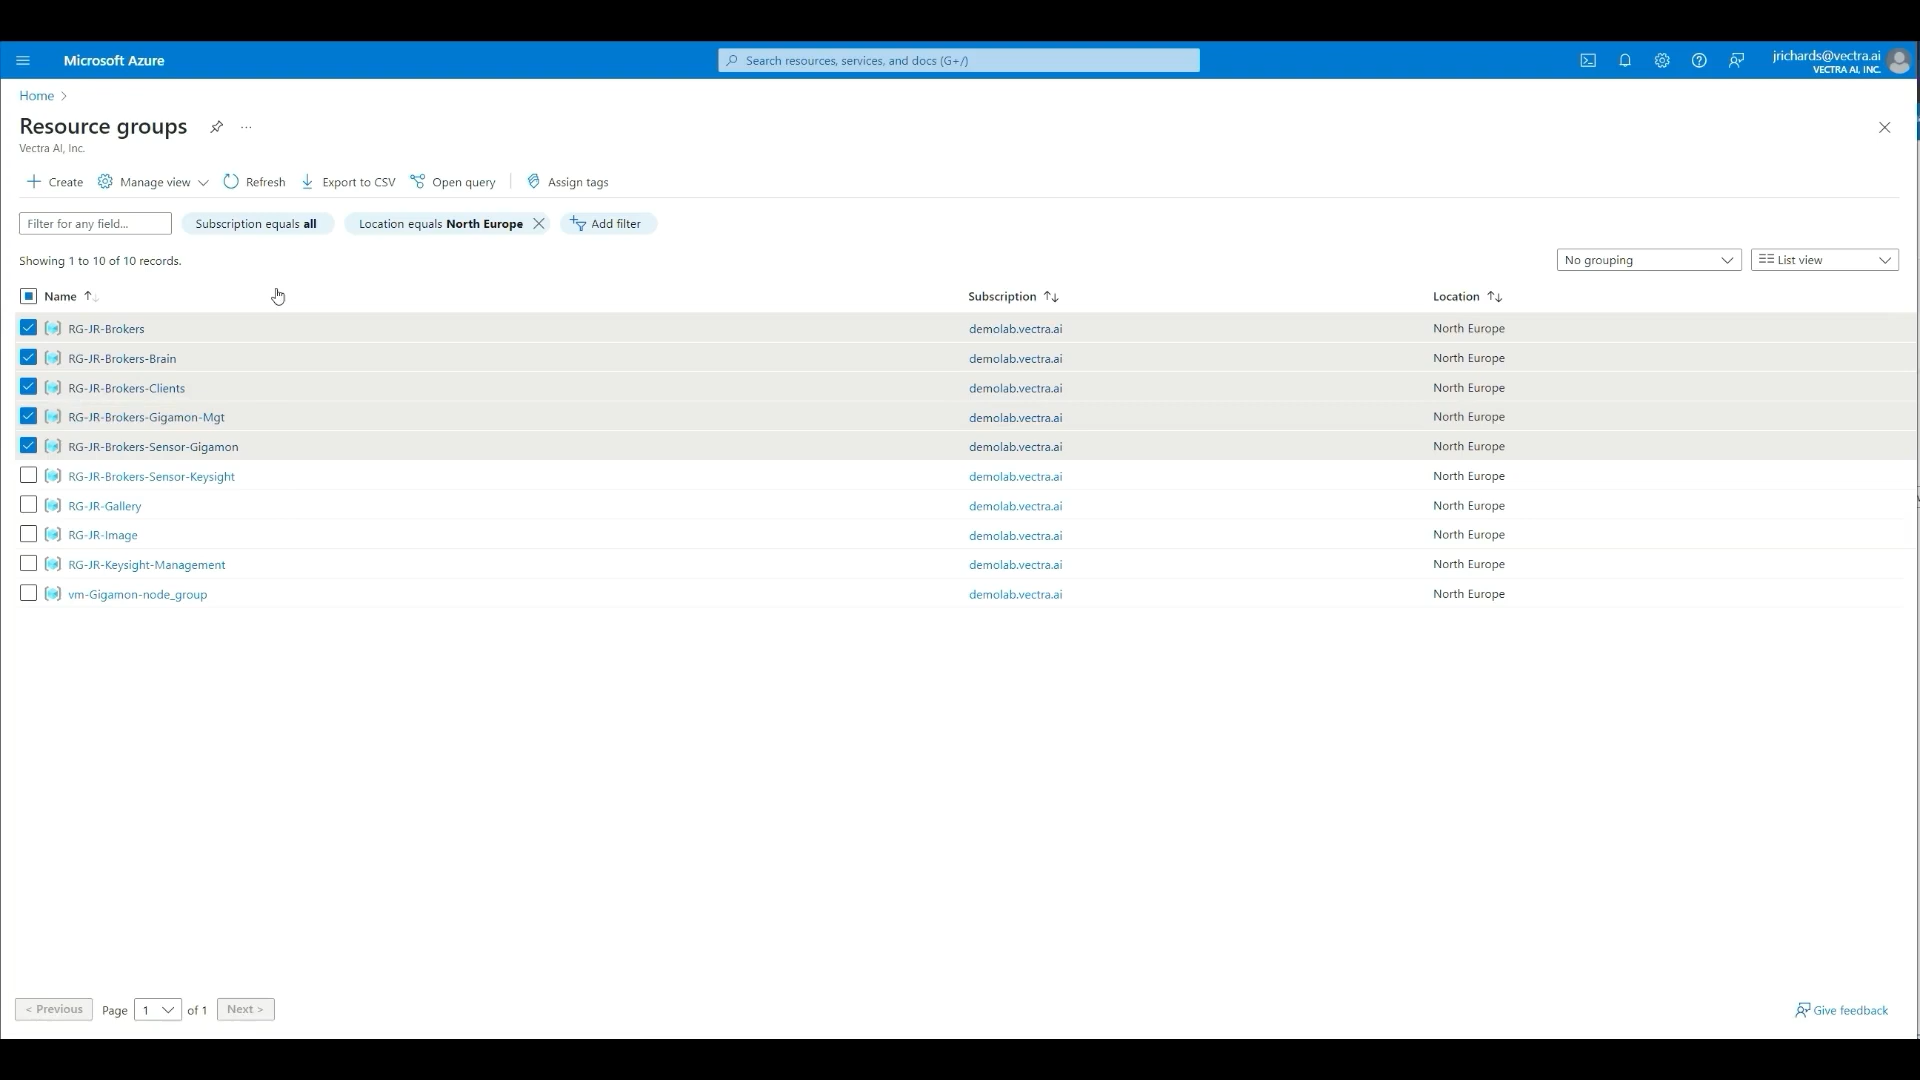 Microsoft Azure
Search resources, services, and docs (G+/)
jrichards@vectra.ai
VECTRA AI, INC.
Home
Resource groups
Vectra AI, Inc.
Create Manage view Refresh Export to CSV Open query Assign tags
Filter for any field... Subscription equals all Location equals North Europe Add filter
Showing 1 to 10 of 10 records. No grouping List view
Name Subscription Location
RG-JR-Brokers demolab.vectra.ai North Europe
RG-JR-Brokers-Brain demolab.vectra.ai North Europe
RG-JR-Brokers-Clients demolab.vectra.ai North Europe
RG-JR-Brokers-Gigamon-Mgt demolab.vectra.ai North Europe
RG-JR-Brokers-Sensor-Gigamon demolab.vectra.ai North Europe
RG-JR-Brokers-Sensor-Keysight demolab.vectra.ai North Europe
RG-JR-Gallery demolab.vectra.ai North Europe
RG-JR-Image demolab.vectra.ai North Europe
RG-JR-Keysight-Management demolab.vectra.ai North Europe
vm-Gigamon-node_group demolab.vectra.ai North Europe
< Previous Page 1 of 1 Next > Give feedback